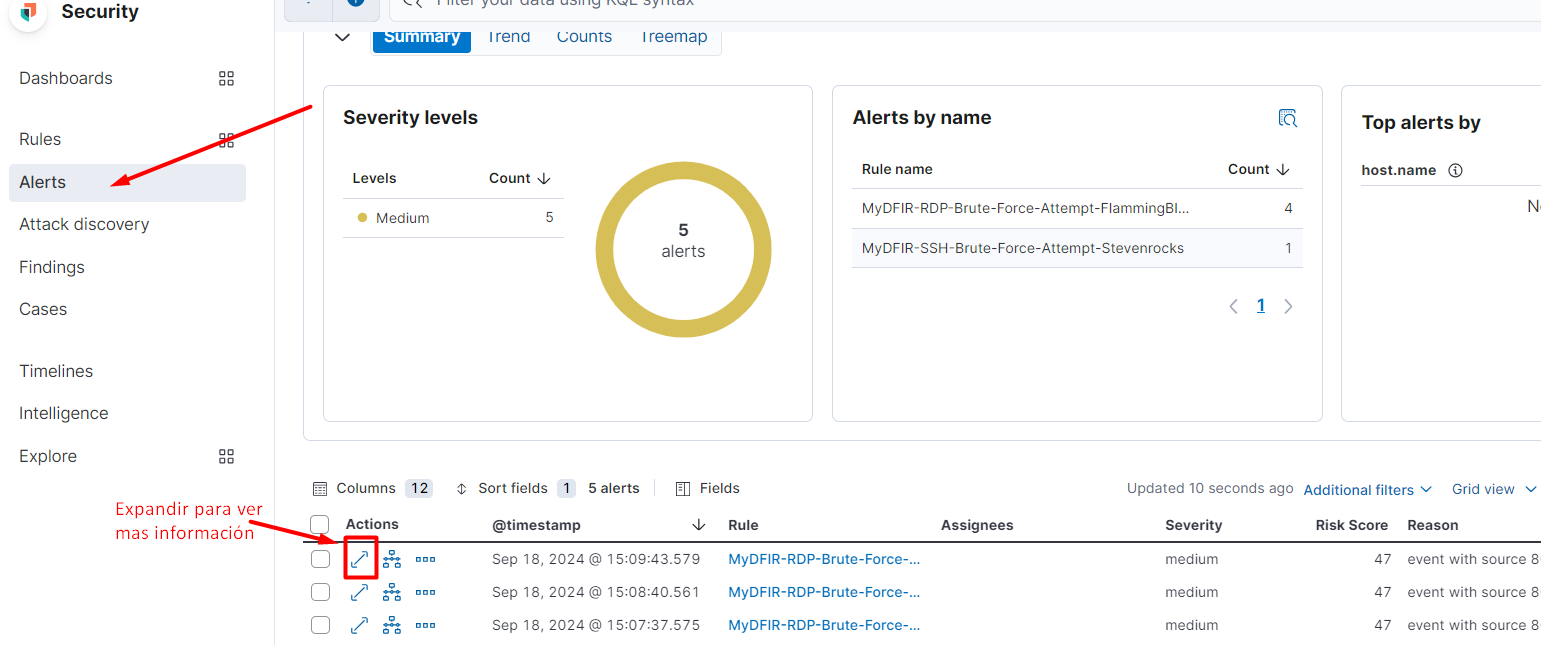 Security
Filter your data using KQL syntax
Summary Trend Counts Treemap
Dashboards
Rules
Alerts
Attack discovery
Findings
Cases
Timelines
Intelligence
Explore
Severity levels
Levels Count
Medium 5
5
alerts
Alerts by name
Rule name Count
MyDFIR-RDP-Brute-Force-Attempt-FlammingBl... 4
MyDFIR-SSH-Brute-Force-Attempt-Stevenrocks 1
1
Top alerts by
host.name
Expandir para ver
mas información
Columns 12 Sort fields 1 5 alerts Fields
Updated 10 seconds ago Additional filters Grid view
Actions @timestamp Rule Assignees Severity Risk Score Reason
Sep 18, 2024 @ 15:09:43.579 MyDFIR-RDP-Brute-Force-... medium 47 event with source 8
Sep 18, 2024 @ 15:08:40.561 MyDFIR-RDP-Brute-Force-... medium 47 event with source 8
Sep 18, 2024 @ 15:07:37.575 MyDFIR-RDP-Brute-Force-... medium 47 event with source 8